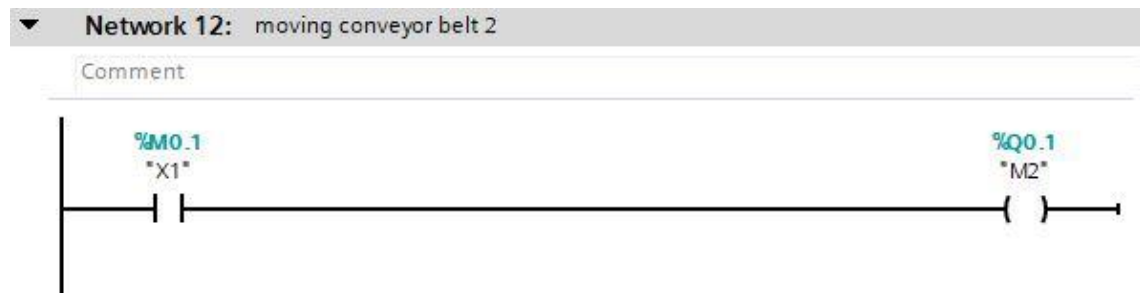 Network 12: moving conveyor belt 2
Comment
%M0.1 %Q0.1
"X1" "M2"